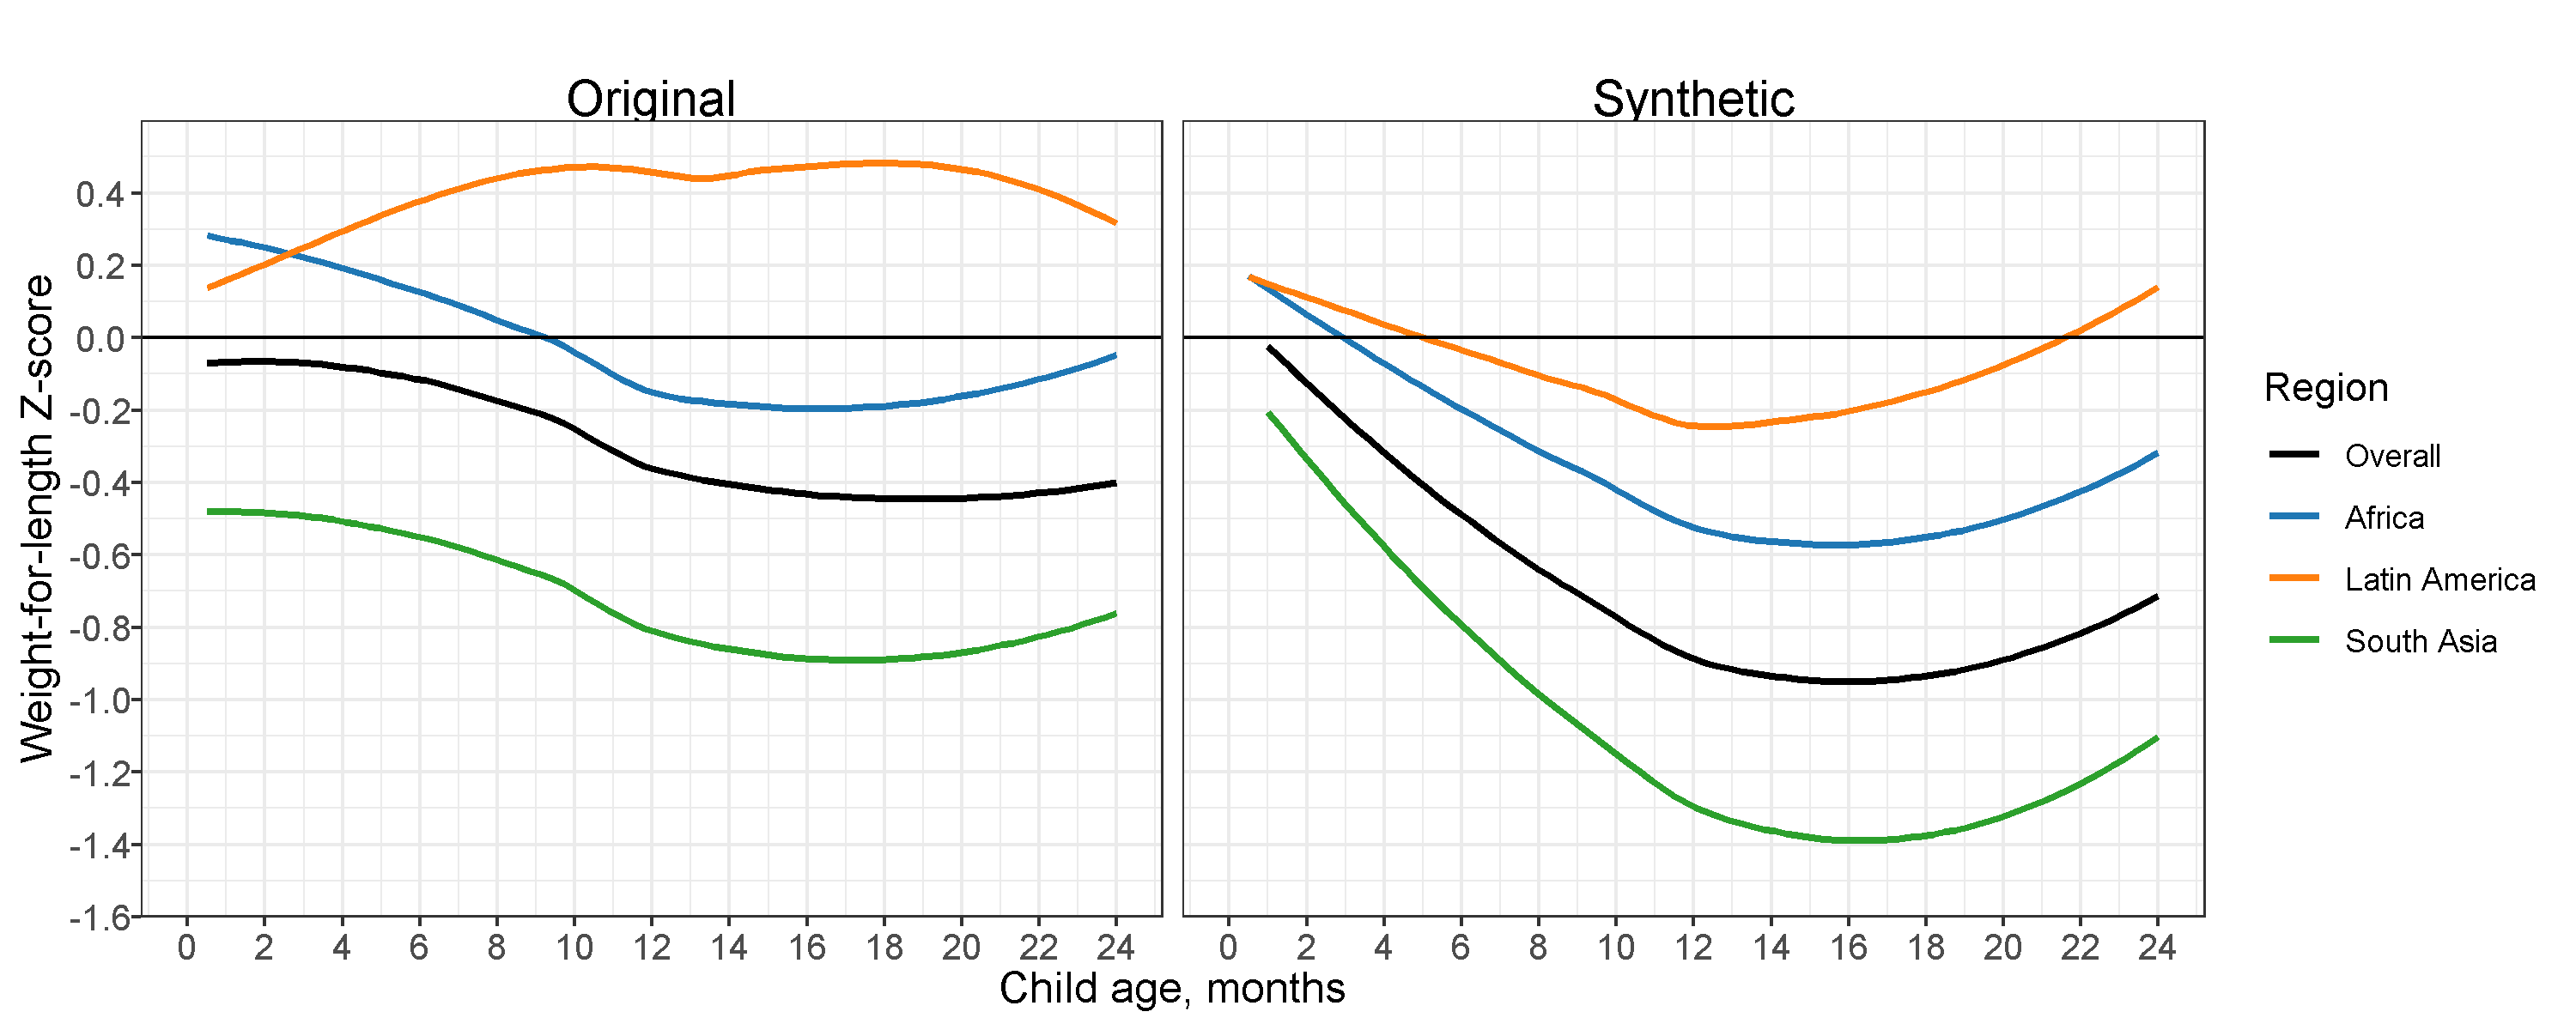 Original
Synthetic
Weight-for-length Z-score
0.4
0.2
0.0
-0.2
-0.4
-0.6
-0.8
-1.0
-1.2
-1.4
-1.6
0 2 4 6 8 10 12 14 16 18 20 22 24
0 2 4 6 8 10 12 14 16 18 20 22 24
Child age, months
Region
Overall
Africa
Latin America
South Asia